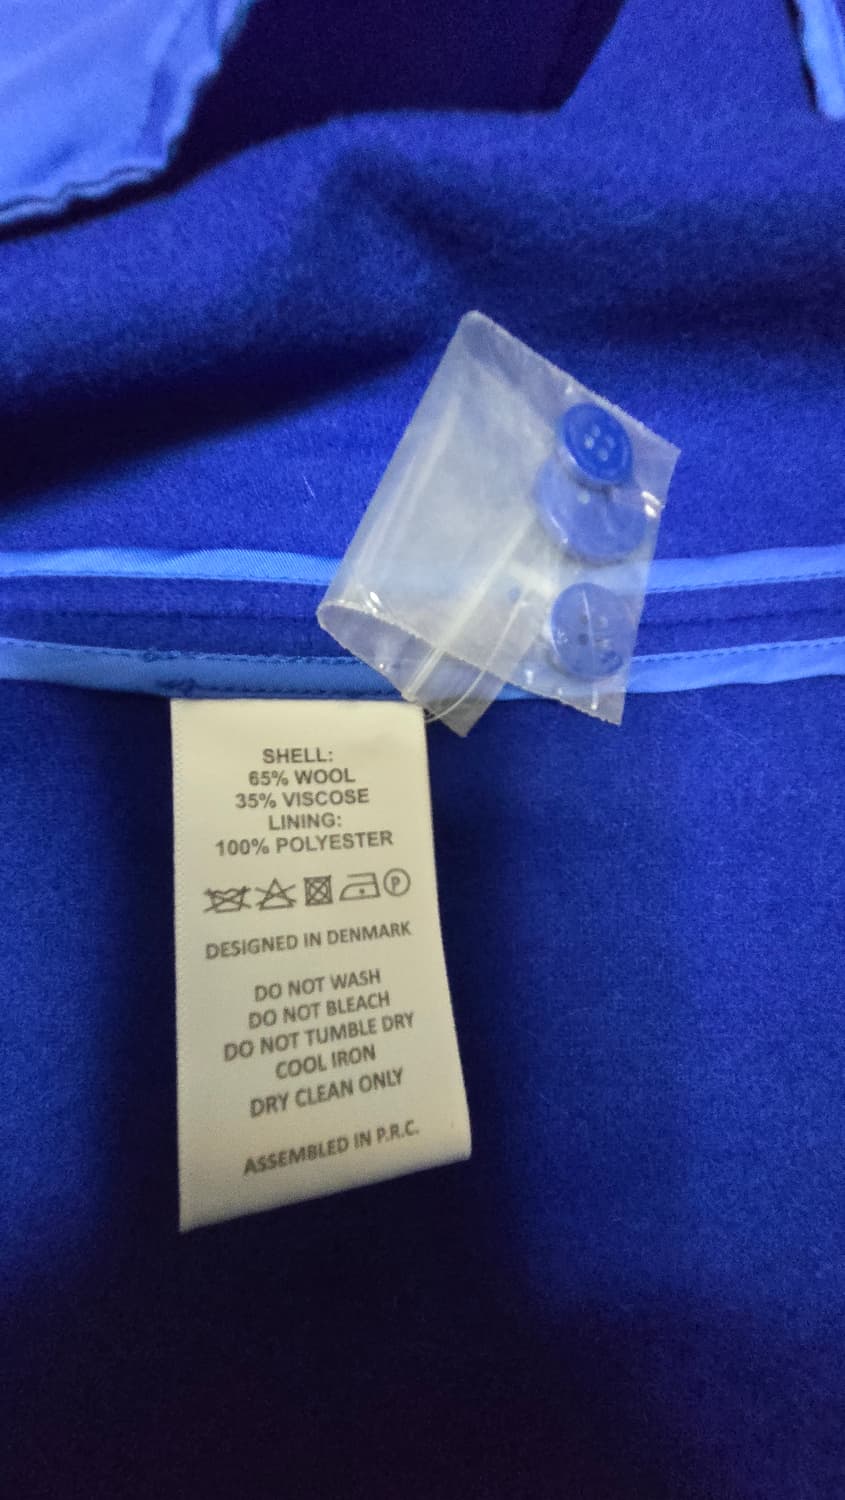 SHELL:
65% WOOL
35% VISCOSE
LINING:
100% POLYESTER
P
DESIGNED IN DENMARK
DO NOT WASH
DO NOT BLEACH
DO NOT TUMBLE DRY
COOL IRON
DRY CLEAN ONLY
ASSEMBLED IN P.R.C.